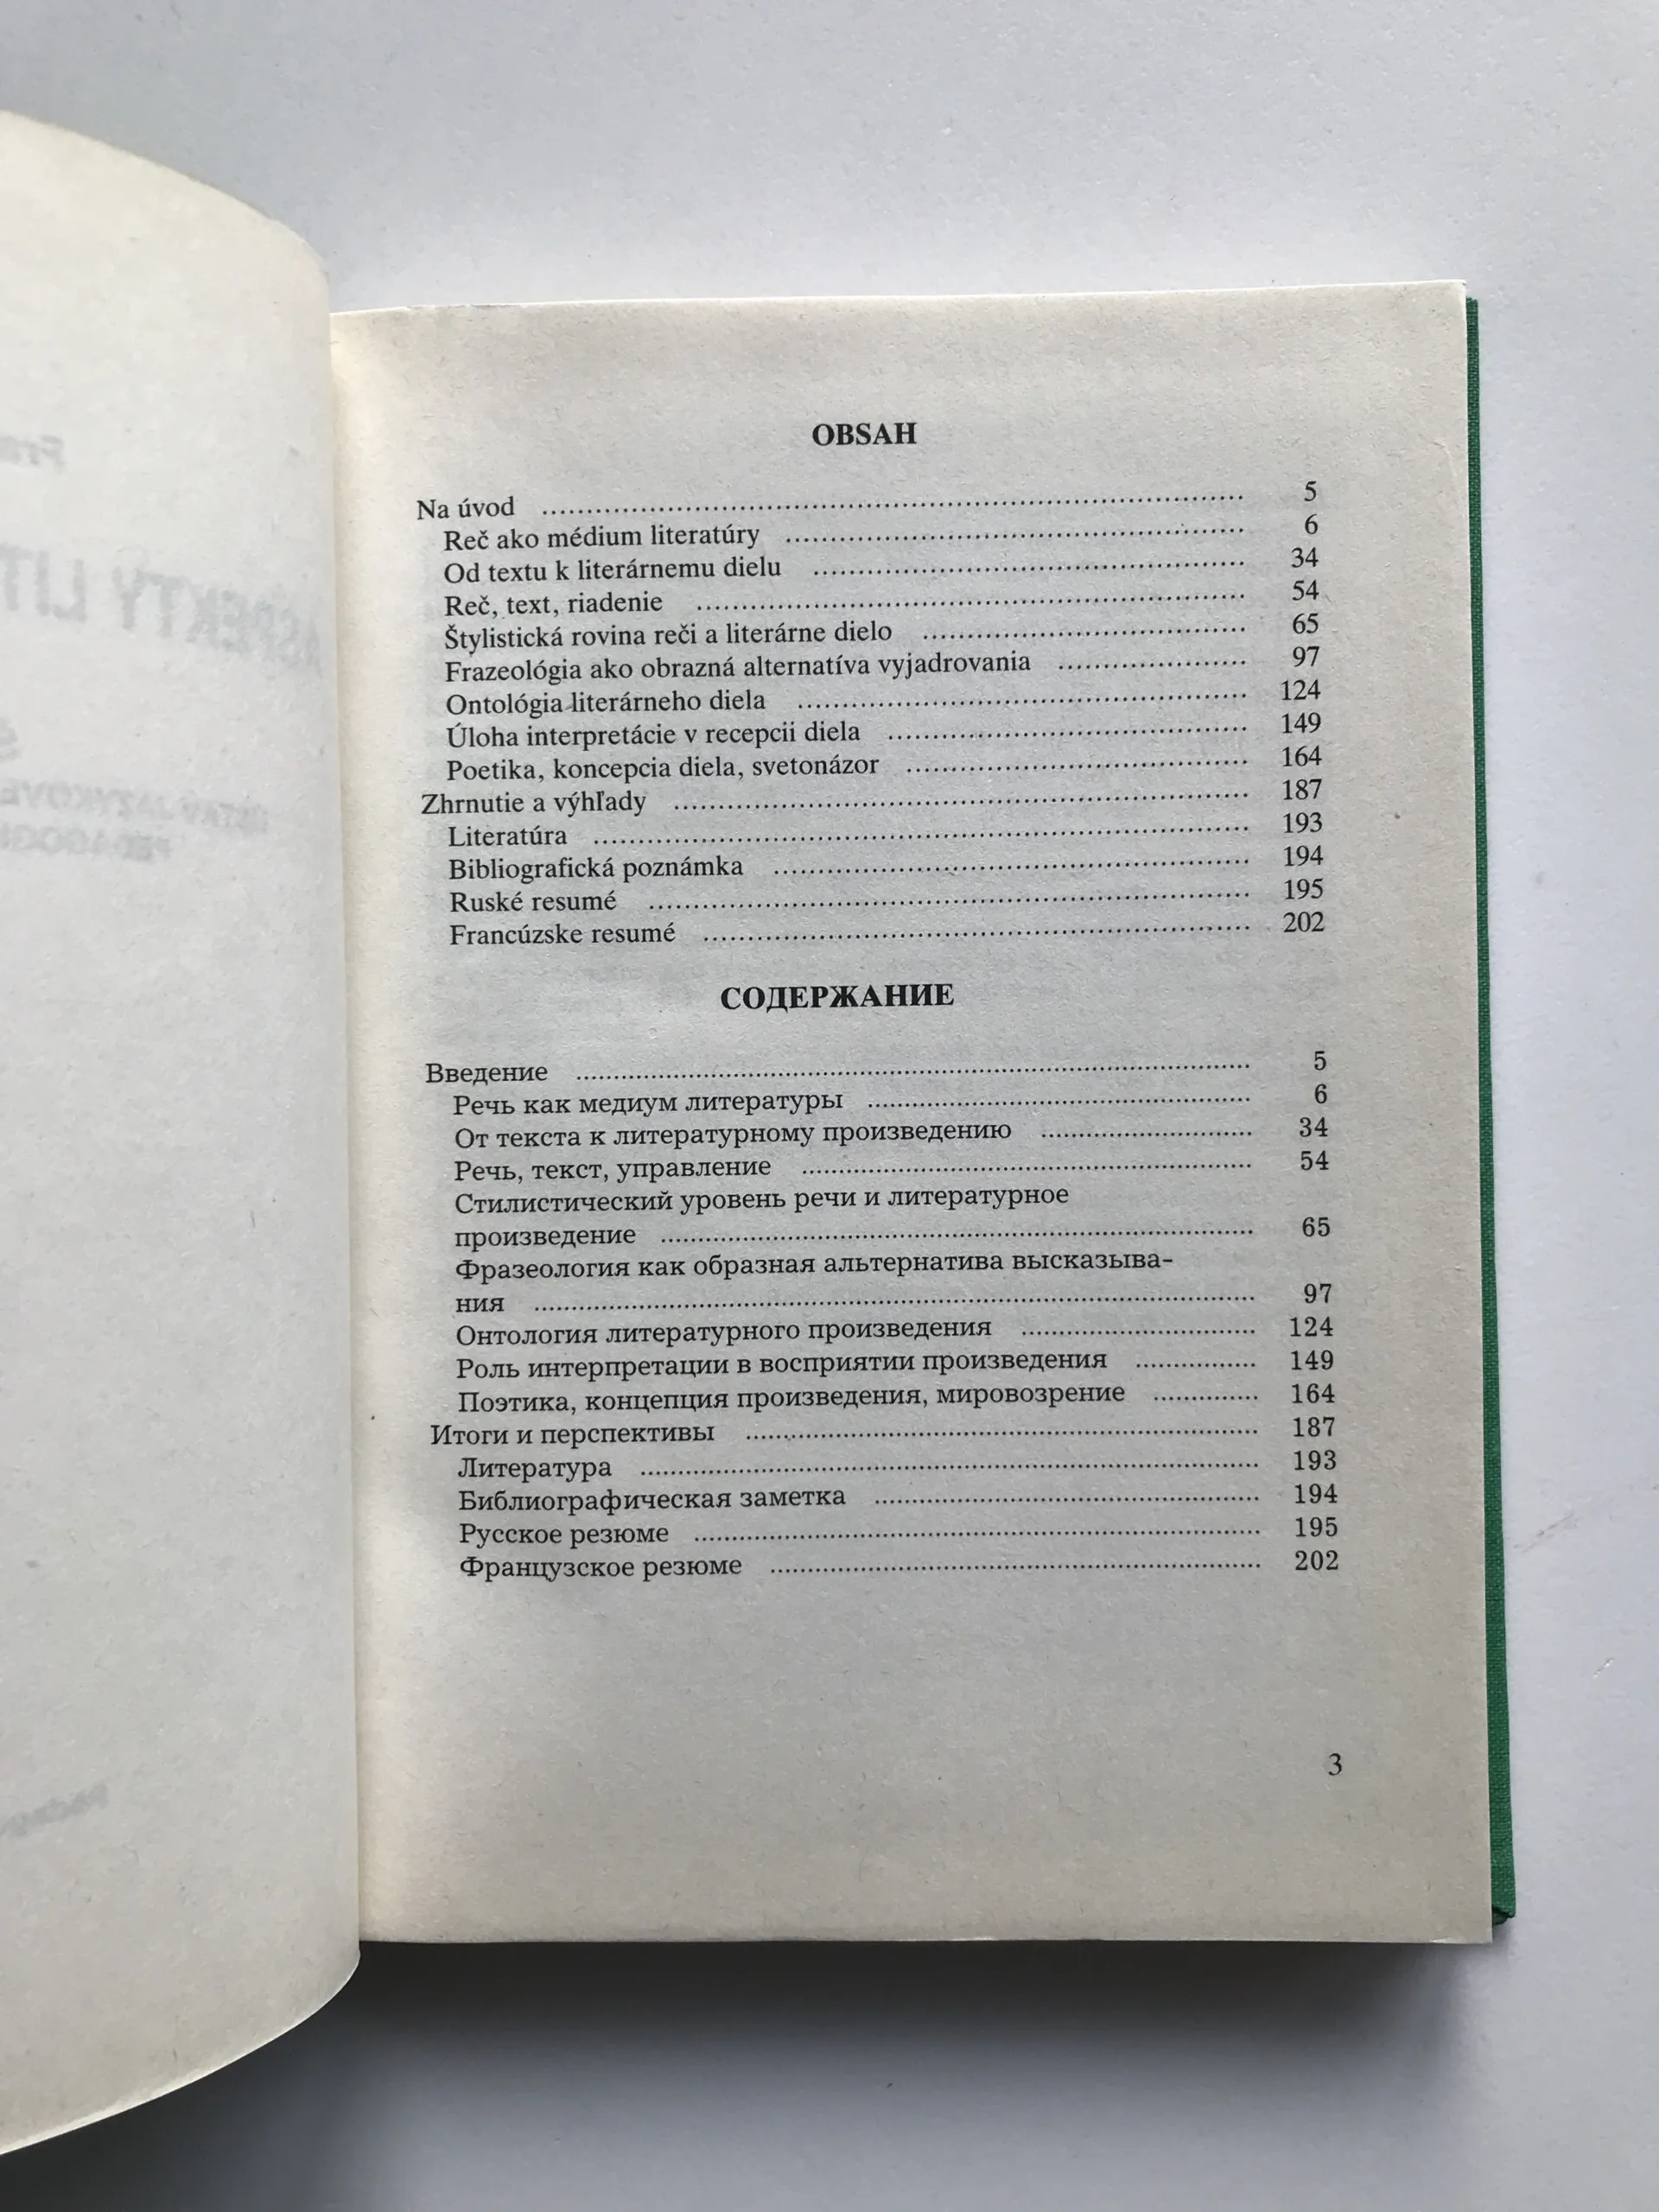 OBSAH
Na úvod ........ 5
Reč ako médium literatúry ........ 6
Od textu k literárnemu dielu ........ 34
Reč, text, riadenie ........ 54
Štylistická rovina reči a literárne dielo ........ 65
Frazeológia ako obrazná alternatíva vyjadrovania ........ 97
Ontológia literárneho diela ........ 124
Úloha interpretácie v recepcii diela ........ 149
Poetika, koncepcia diela, svetonázor ........ 164
Zhrnutie a výhľady ........ 187
Literatúra ........ 193
Bibliografická poznámka ........ 194
Ruské resumé ........ 195
Francúzske resumé ........ 202
СОДЕРЖАНИЕ
Введение ........ 5
Речь как медиум литературы ........ 6
От текста к литературному произведению ........ 34
Речь, текст, управление ........ 54
Стилистический уровень речи и литературное
произведение ........ 65
Фразеология как образная альтернатива высказыва-
ния ........ 97
Онтология литературного произведения ........ 124
Роль интерпретации в восприятии произведения ........ 149
Поэтика, концепция произведения, мировозрение ........ 164
Итоги и перспективы ........ 187
Литература ........ 193
Библиографическая заметка ........ 194
Русское резюме ........ 195
Французское резюме ........ 202
3